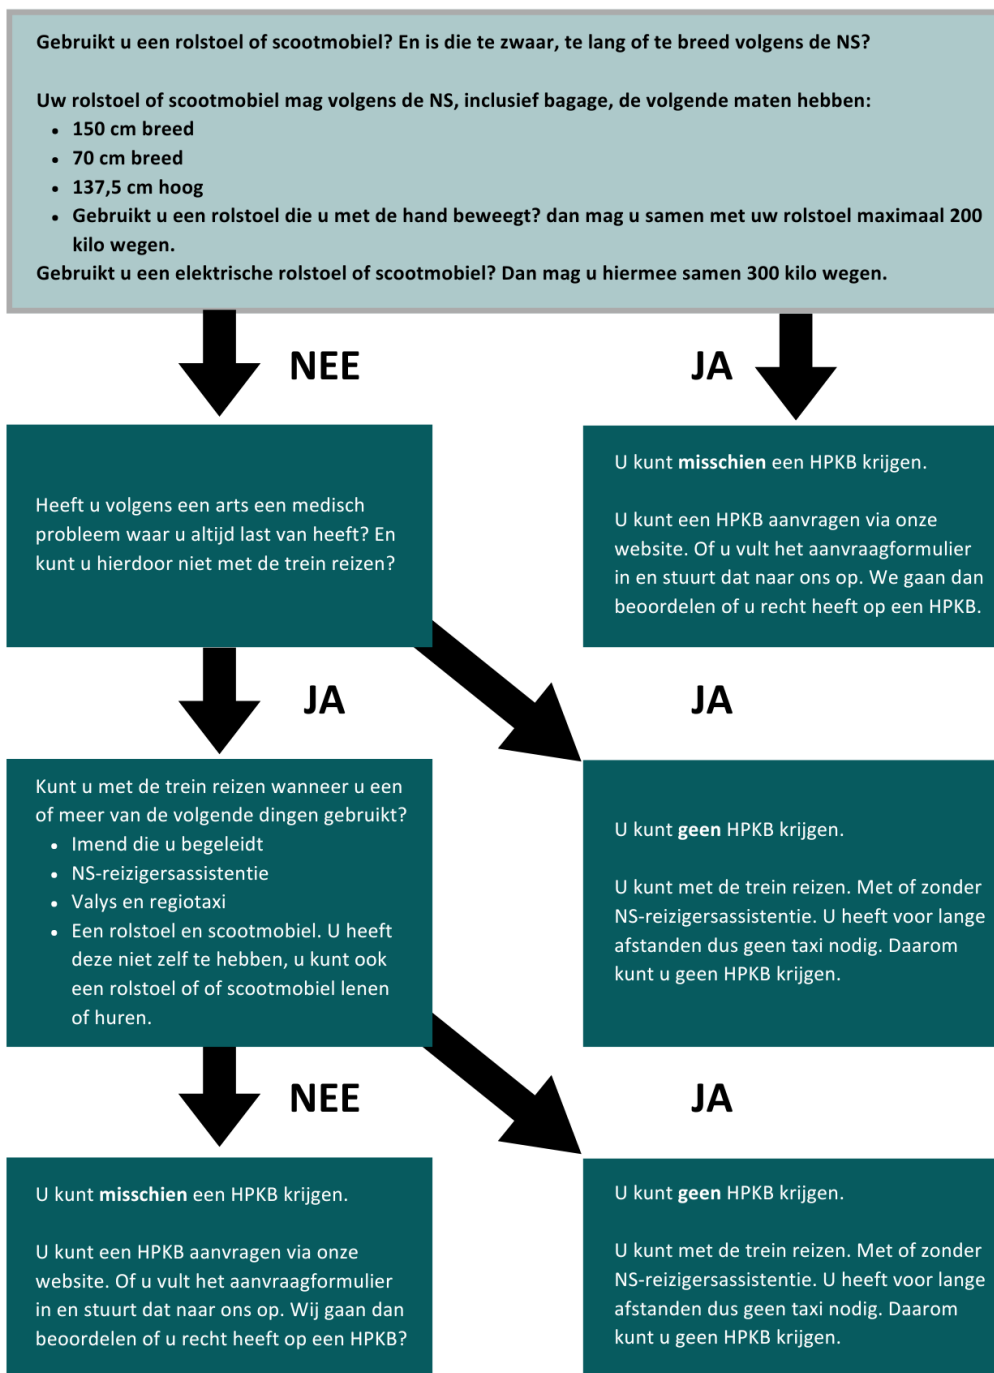 Gebruikt u een rolstoel of scootmobiel? En is die te zwaar, te lang of te breed volgens de NS?
Uw rolstoel of scootmobiel mag volgens de NS, inclusief bagage, de volgende maten hebben:
• 150 cm breed
• 70 cm breed
• 137,5 cm hoog
• Gebruikt u een rolstoel die u met de hand beweegt? dan mag u samen met uw rolstoel maximaal 200
kilo wegen.
Gebruikt u een elektrische rolstoel of scootmobiel? Dan mag u hiermee samen 300 kilo wegen.
NEE
JA
Heeft u volgens een arts een medisch
probleem waar u altijd last van heeft? En
kunt u hierdoor niet met de trein reizen?
U kunt misschien een HPKB krijgen.
U kunt een HPKB aanvragen via onze
website. Of u vult het aanvraagformulier
in en stuurt dat naar ons op. We gaan dan
beoordelen of u recht heeft op een HPKB.
JA
JA
Kunt u met de trein reizen wanneer u een
of meer van de volgende dingen gebruikt?
• Imend die u begeleidt
• NS-reizigersassistentie
• Valys en regiotaxi
• Een rolstoel en scootmobiel. U heeft
deze niet zelf te hebben, u kunt ook
een rolstoel of of scootmobiel lenen
of huren.
U kunt geen HPKB krijgen.
U kunt met de trein reizen. Met of zonder
NS-reizigersassistentie. U heeft voor lange
afstanden dus geen taxi nodig. Daarom
kunt u geen HPKB krijgen.
NEE
JA
U kunt misschien een HPKB krijgen.
U kunt een HPKB aanvragen via onze
website. Of u vult het aanvraagformulier
in en stuurt dat naar ons op. Wij gaan dan
beoordelen of u recht heeft op een HPKB?
U kunt geen HPKB krijgen.
U kunt met de trein reizen. Met of zonder
NS-reizigersassistentie. U heeft voor lange
afstanden dus geen taxi nodig. Daarom
kunt u geen HPKB krijgen.